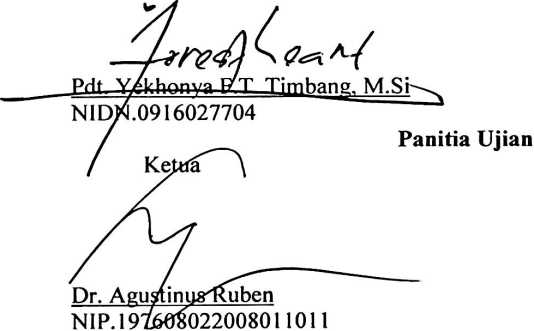 Pdt. Yekhonya F.T Timbang, M.Si
NIDN.0916027704
Panitia Ujian
Ketua
Dr. Agustinus Ruben
NIP.197608022008011011